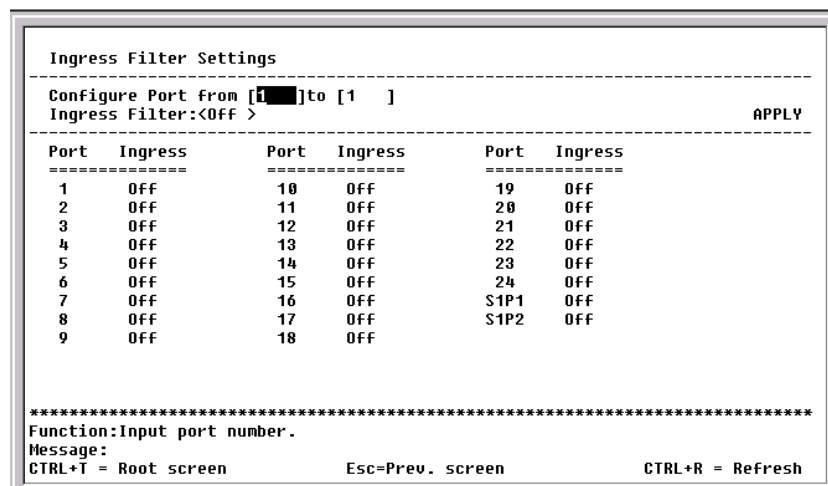 Ingress Filter Settings
--------------------------------------------------------------------------------
Configure Port from [1   ]to [1   ]
Ingress Filter:<Off > APPLY
--------------------------------------------------------------------------------
Port Ingress Port Ingress Port Ingress
============== ============== ==============
1 Off 10 Off 19 Off
2 Off 11 Off 20 Off
3 Off 12 Off 21 Off
4 Off 13 Off 22 Off
5 Off 14 Off 23 Off
6 Off 15 Off 24 Off
7 Off 16 Off S1P1 Off
8 Off 17 Off S1P2 Off
9 Off 18 Off
********************************************************************************
Function:Input port number.
Message:
CTRL+T = Root screen Esc=Prev. screen CTRL+R = Refresh